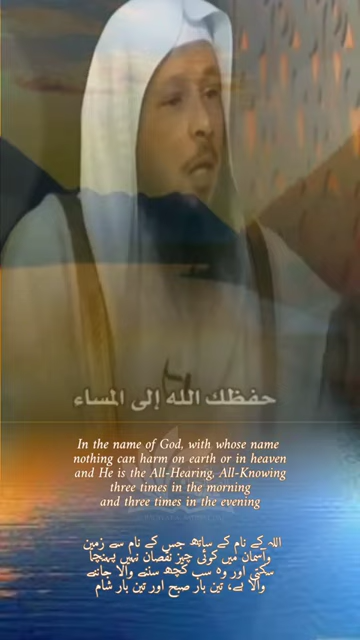 حفظك الله إلى المساء
In the name of God, with whose name
nothing can harm on earth or in heaven
and He is the All-Hearing, All-Knowing
three times in the morning
and three times in the evening
اللہ کے نام کے ساتھ جس کے نام سے زمین
وآسمان میں کوئی چیز نقصان نہیں پہنچا
سکتی اور وہ سب کچھ سننے والا جاننے
والا ہے، تین بار صبح اور تین بار شام